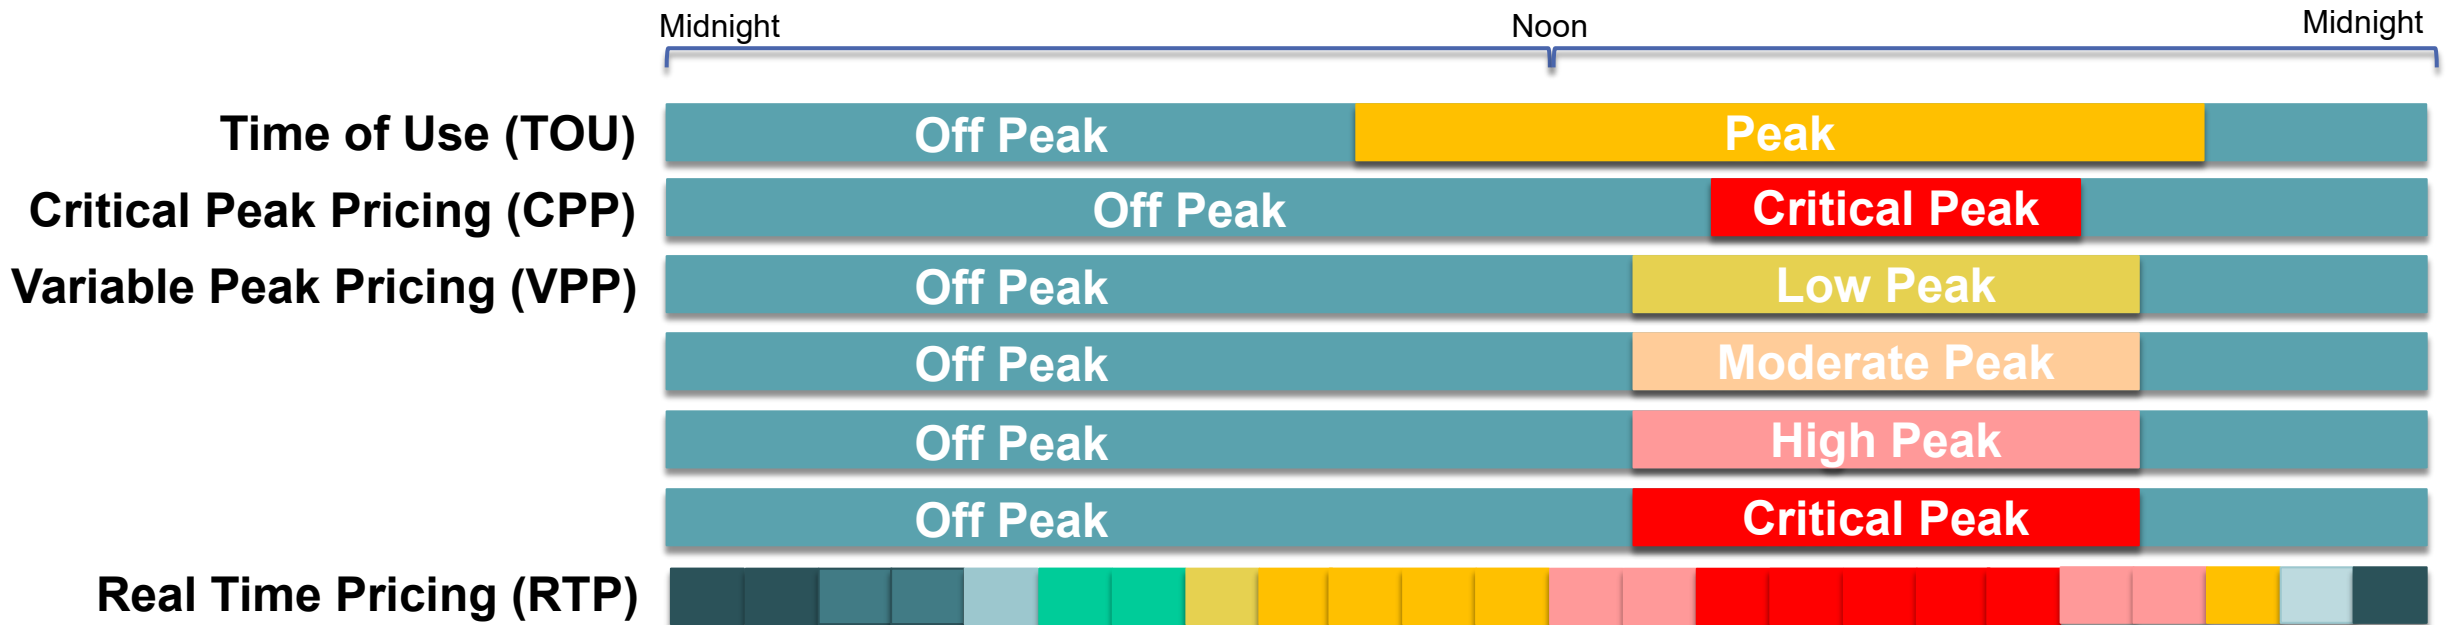 Midnight Noon Midnight
Time of Use (TOU) Off Peak Peak
Critical Peak Pricing (CPP) Off Peak Critical Peak
Variable Peak Pricing (VPP) Off Peak Low Peak
Off Peak Moderate Peak
Off Peak High Peak
Off Peak Critical Peak
Real Time Pricing (RTP)